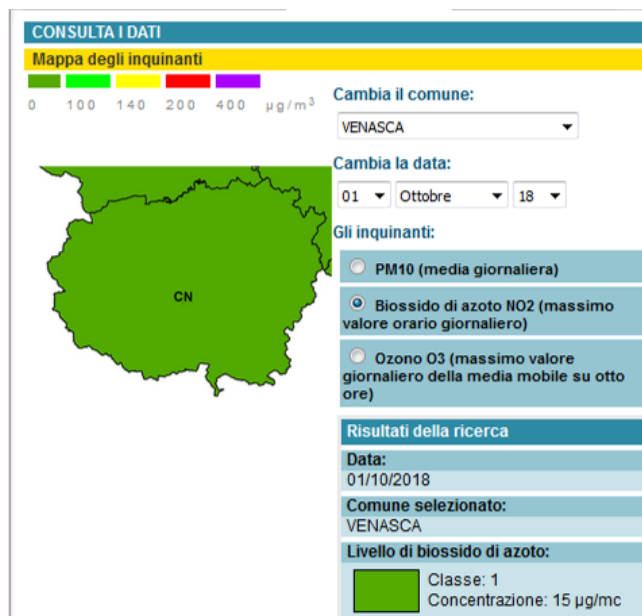 CONSULTA I DATI
Mappa degli inquinanti
0 100 140 200 400 µg/m³
Cambia il comune:
VENASCA
Cambia la data:
01 Ottobre 18
Gli inquinanti:
PM10 (media giornaliera)
Biossido di azoto NO2 (massimo
valore orario giornaliero)
Ozono O3 (massimo valore
giornaliero della media mobile su otto
ore)
CN
Risultati della ricerca
Data:
01/10/2018
Comune selezionato:
VENASCA
Livello di biossido di azoto:
Classe: 1
Concentrazione: 15 µg/mc